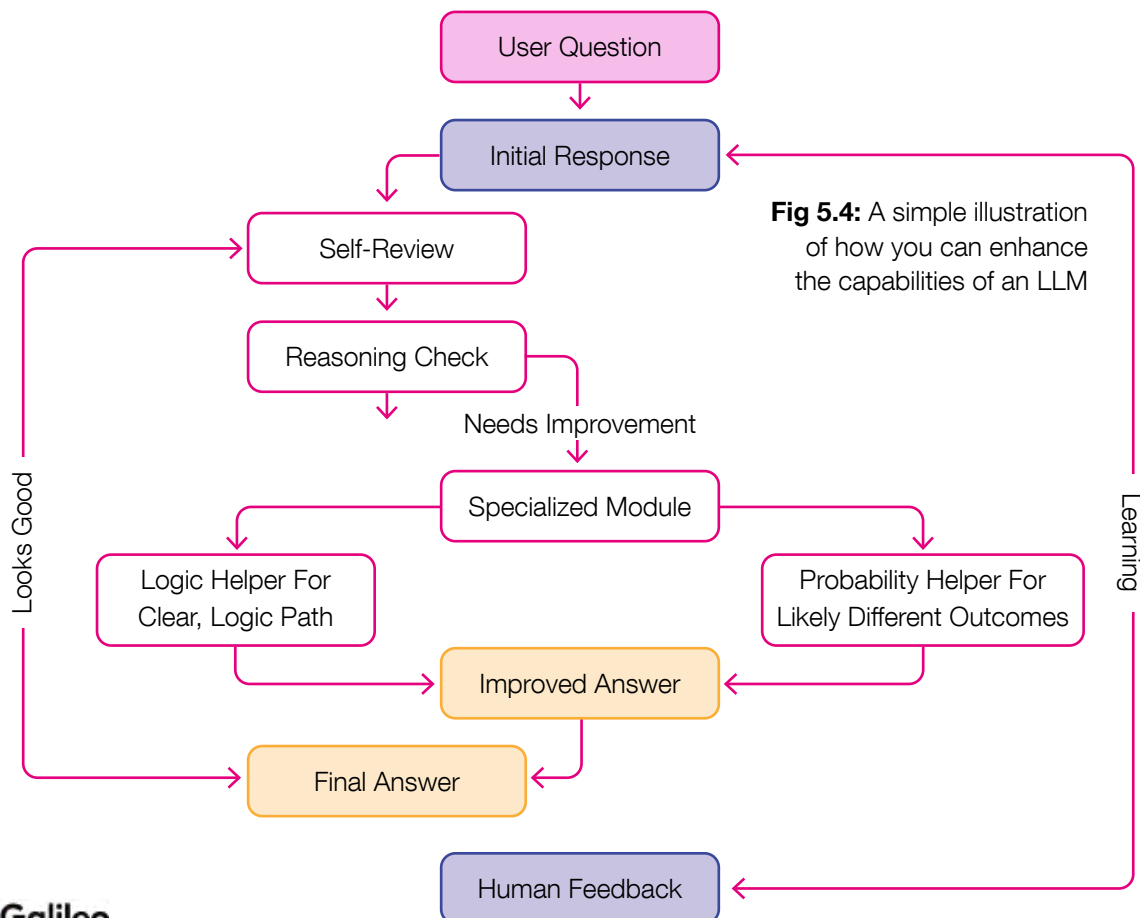 User Question
Initial Response
Fig 5.4: A simple illustration
of how you can enhance
the capabilities of an LLM
Self-Review
Reasoning Check
Needs Improvement
Specialized Module
Looks Good
Learning
Logic Helper For
Clear, Logic Path
Probability Helper For
Likely Different Outcomes
Improved Answer
Final Answer
Human Feedback
Galileo